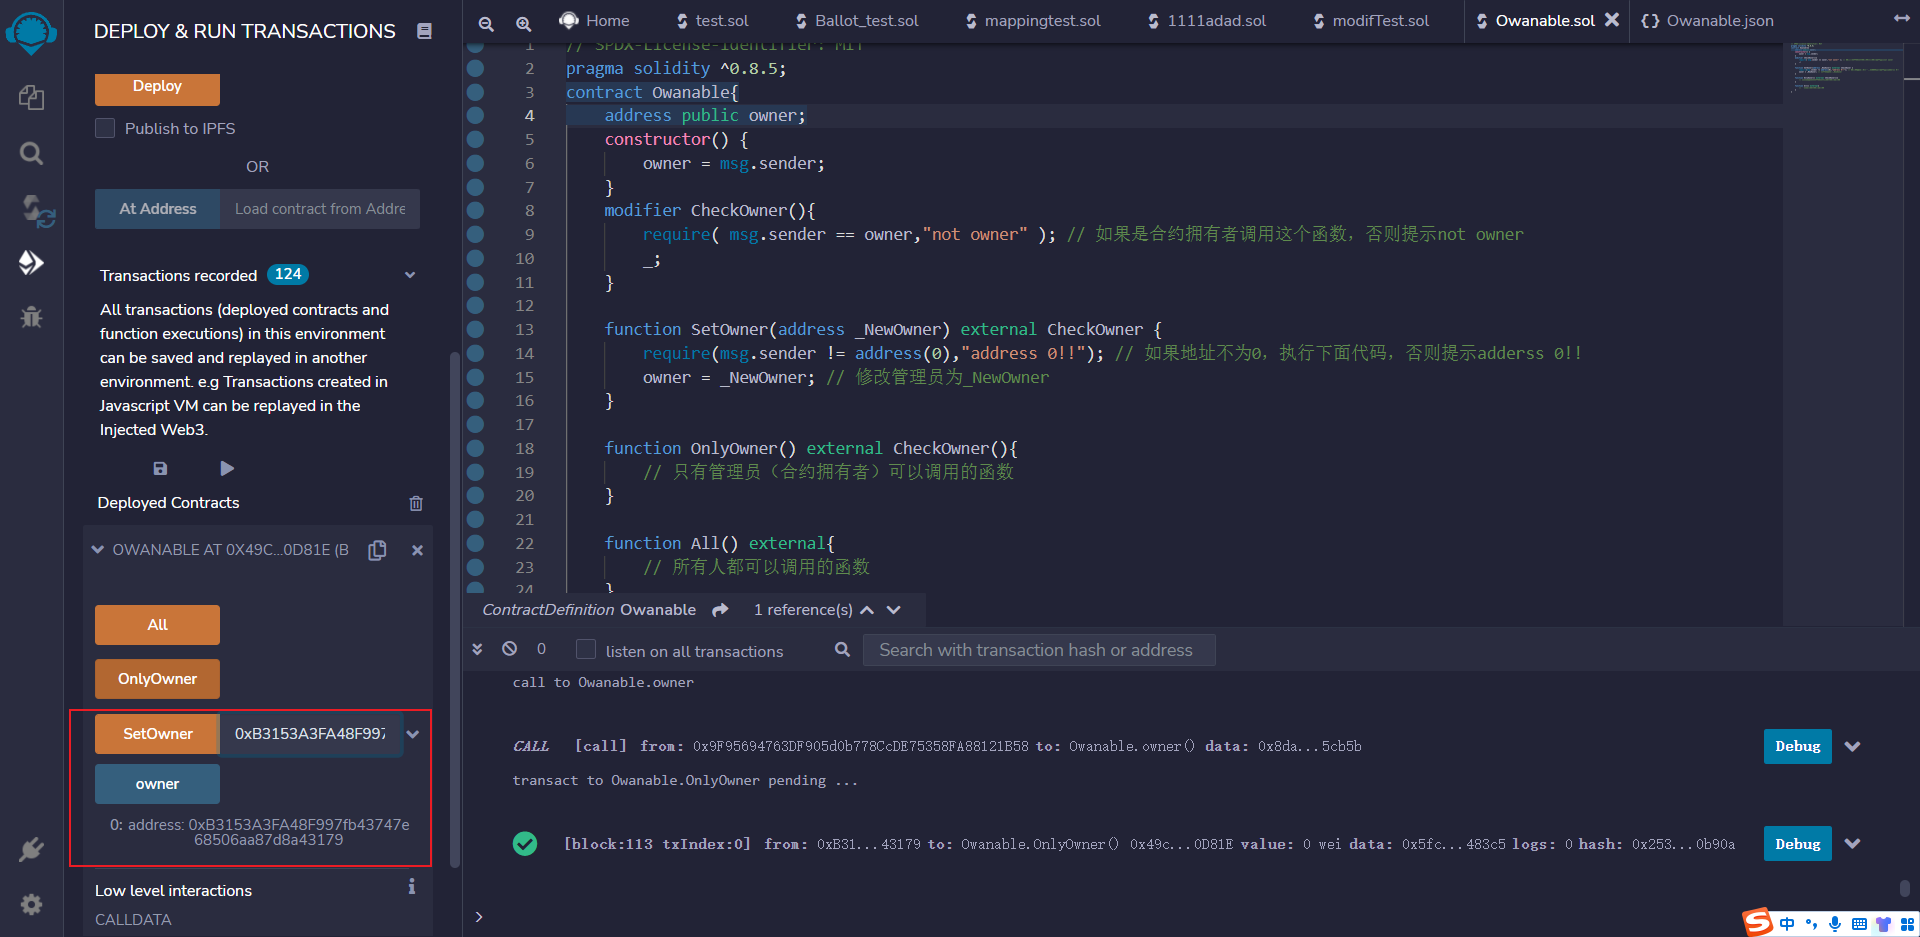 DEPLOY & RUN TRANSACTIONS
Deploy
Publish to IPFS
OR
At Address Load contract from Addre
Transactions recorded 124
All transactions (deployed contracts and
function executions) in this environment
can be saved and replayed in another
environment. e.g Transactions created in
Javascript VM can be replayed in the
Injected Web3.
Deployed Contracts
OWANABLE AT 0X49C...0D81E (B
All
OnlyOwner
SetOwner 0xB3153A3FA48F997
owner
0: address: 0xB3153A3FA48F997fb43747e
68506aa87d8a43179
Low level interactions
CALLDATA
Home test.sol Ballot_test.sol mappingtest.sol 1111adad.sol modifTest.sol Owanable.sol {} Owanable.json
1 // SPDX-License-Identifier: MIT
2 pragma solidity ^0.8.5;
3 contract Owanable{
4 address public owner;
5 constructor() {
6 owner = msg.sender;
7 }
8 modifier CheckOwner(){
9 require( msg.sender == owner,"not owner" ); // 如果是合约拥有者调用这个函数，否则提示not owner
10 _;
11 }
12
13 function SetOwner(address _NewOwner) external CheckOwner {
14 require(msg.sender != address(0),"address 0!!"); // 如果地址不为0，执行下面代码，否则提示adderss 0!!
15 owner = _NewOwner; // 修改管理员为_NewOwner
16 }
17
18 function OnlyOwner() external CheckOwner(){
19 // 只有管理员（合约拥有者）可以调用的函数
20 }
21
22 function All() external{
23 // 所有人都可以调用的函数
24 }
ContractDefinition Owanable 1 reference(s)
0 listen on all transactions Search with transaction hash or address
call to Owanable.owner
CALL [call] from: 0x9F95694763DF905d0b778CcDE75358FA88121B58 to: Owanable.owner() data: 0x8da...5cb5b Debug
transact to Owanable.OnlyOwner pending ...
[block:113 txIndex:0] from: 0xB31...43179 to: Owanable.OnlyOwner() 0x49c...0D81E value: 0 wei data: 0x5fc...483c5 logs: 0 hash: 0x253...0b90a Debug
>
S 中